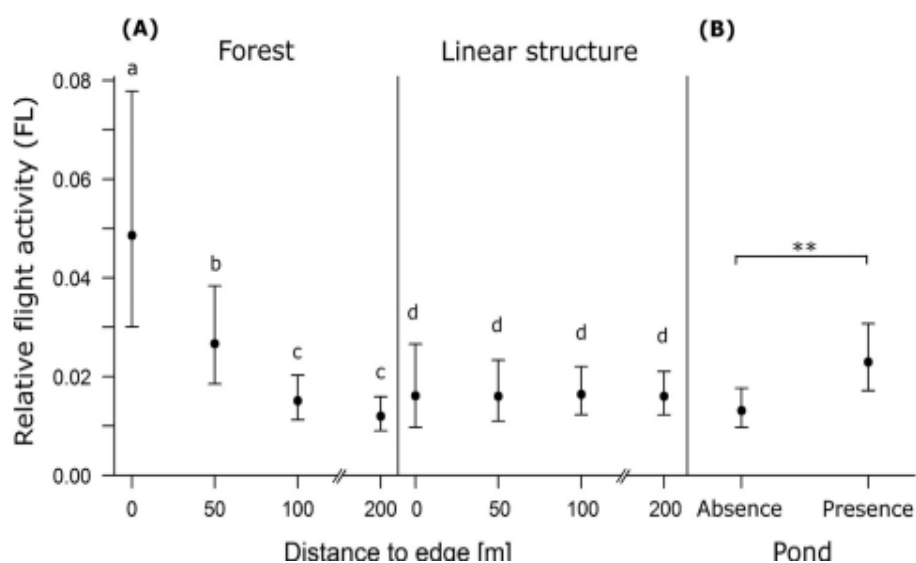 (A)
(B)
Forest
Linear structure
Relative flight activity (FL)
0.08
0.06
0.04
0.02
0.00
a
b
c
c
d
d
d
d
**
0
50
100
200
0
50
100
200
Absence
Presence
Distance to edge [m]
Pond